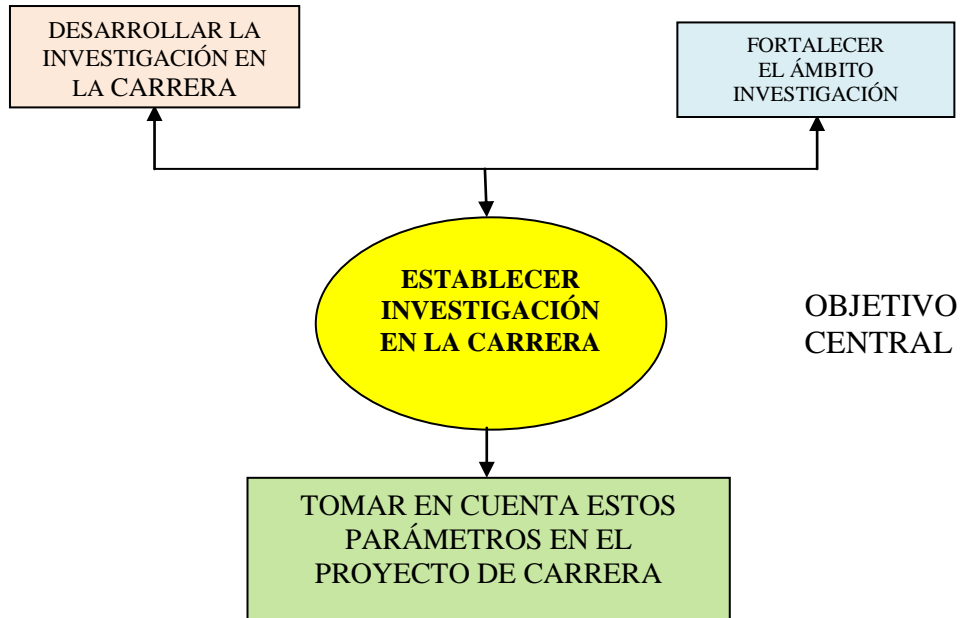 DESARROLLAR LA
INVESTIGACIÓN EN
LA CARRERA
FORTALECER
EL ÁMBITO
INVESTIGACIÓN
ESTABLECER
INVESTIGACIÓN
EN LA CARRERA
OBJETIVO
CENTRAL
TOMAR EN CUENTA ESTOS
PARÁMETROS EN EL
PROYECTO DE CARRERA